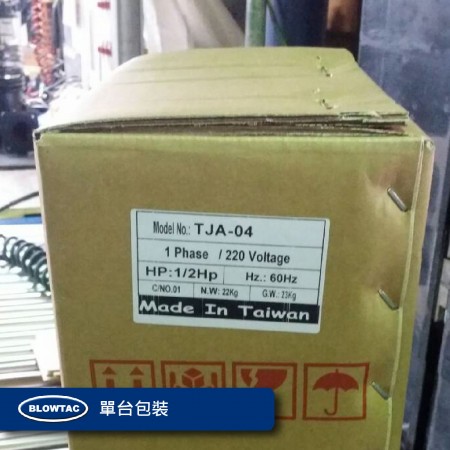 Model No.: TJA-04
1 Phase / 220 Voltage
HP:1/2Hp Hz.: 60Hz
C/NO.01 N.W: 22Kg G.W.: 23Kg
Made In Taiwan
BLOWTAC 單台包裝